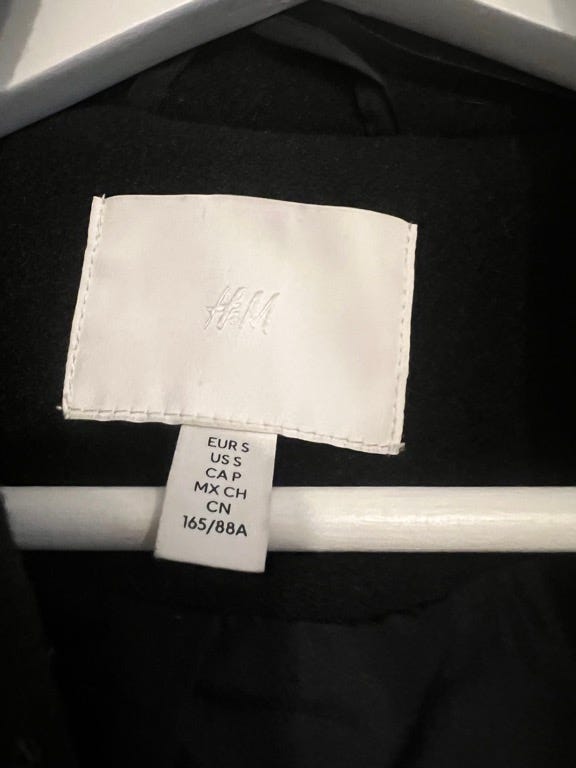 H&M
EUR S
US S
CA P
MX CH
CN
165/88A